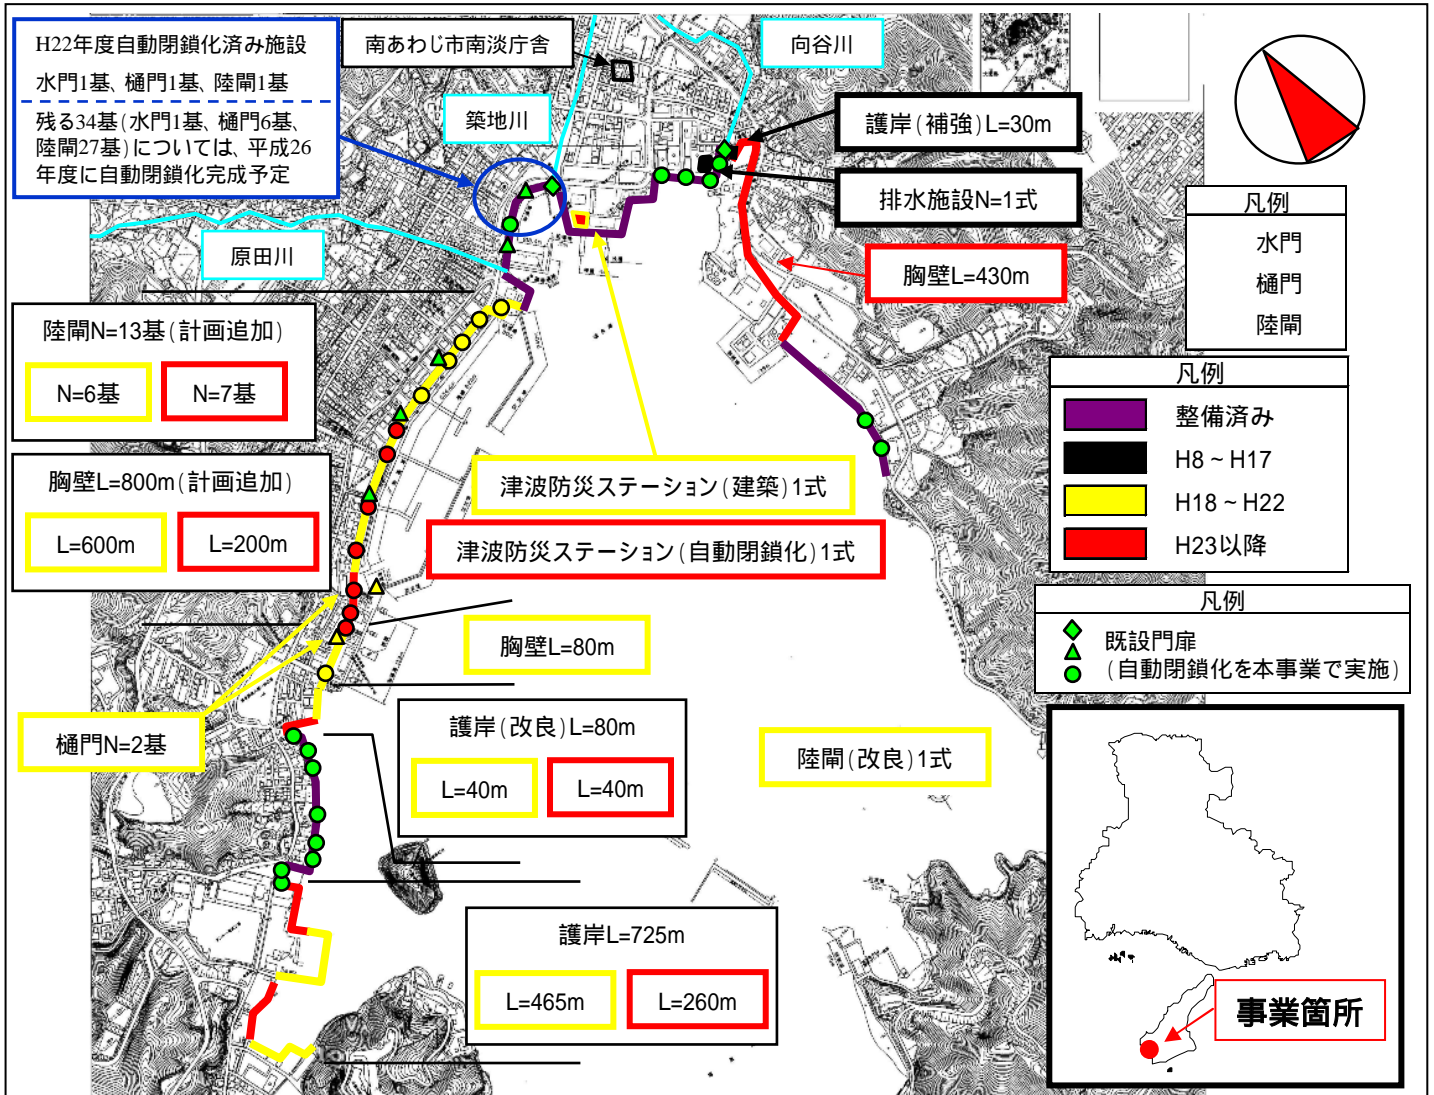 H22年度自動閉鎖化済み施設
水門1基、樋門1基、陸閘1基
残る34基(水門1基、樋門6基、
陸閘27基)については、平成26
年度に自動閉鎖化完成予定
南あわじ市南淡庁舎
向谷川
築地川
原田川
護岸(補強)L=30m
排水施設N=1式
胸壁L=430m
凡例
水門
樋門
陸閘
凡例
整備済み
H8~H17
H18~H22
H23以降
凡例
既設門扉
(自動閉鎖化を本事業で実施)
陸閘N=13基(計画追加)
N=6基
N=7基
胸壁L=800m(計画追加)
L=600m
L=200m
津波防災ステーション(建築)1式
津波防災ステーション(自動閉鎖化)1式
胸壁L=80m
樋門N=2基
護岸(改良)L=80m
L=40m
L=40m
陸閘(改良)1式
護岸L=725m
L=465m
L=260m
事業箇所